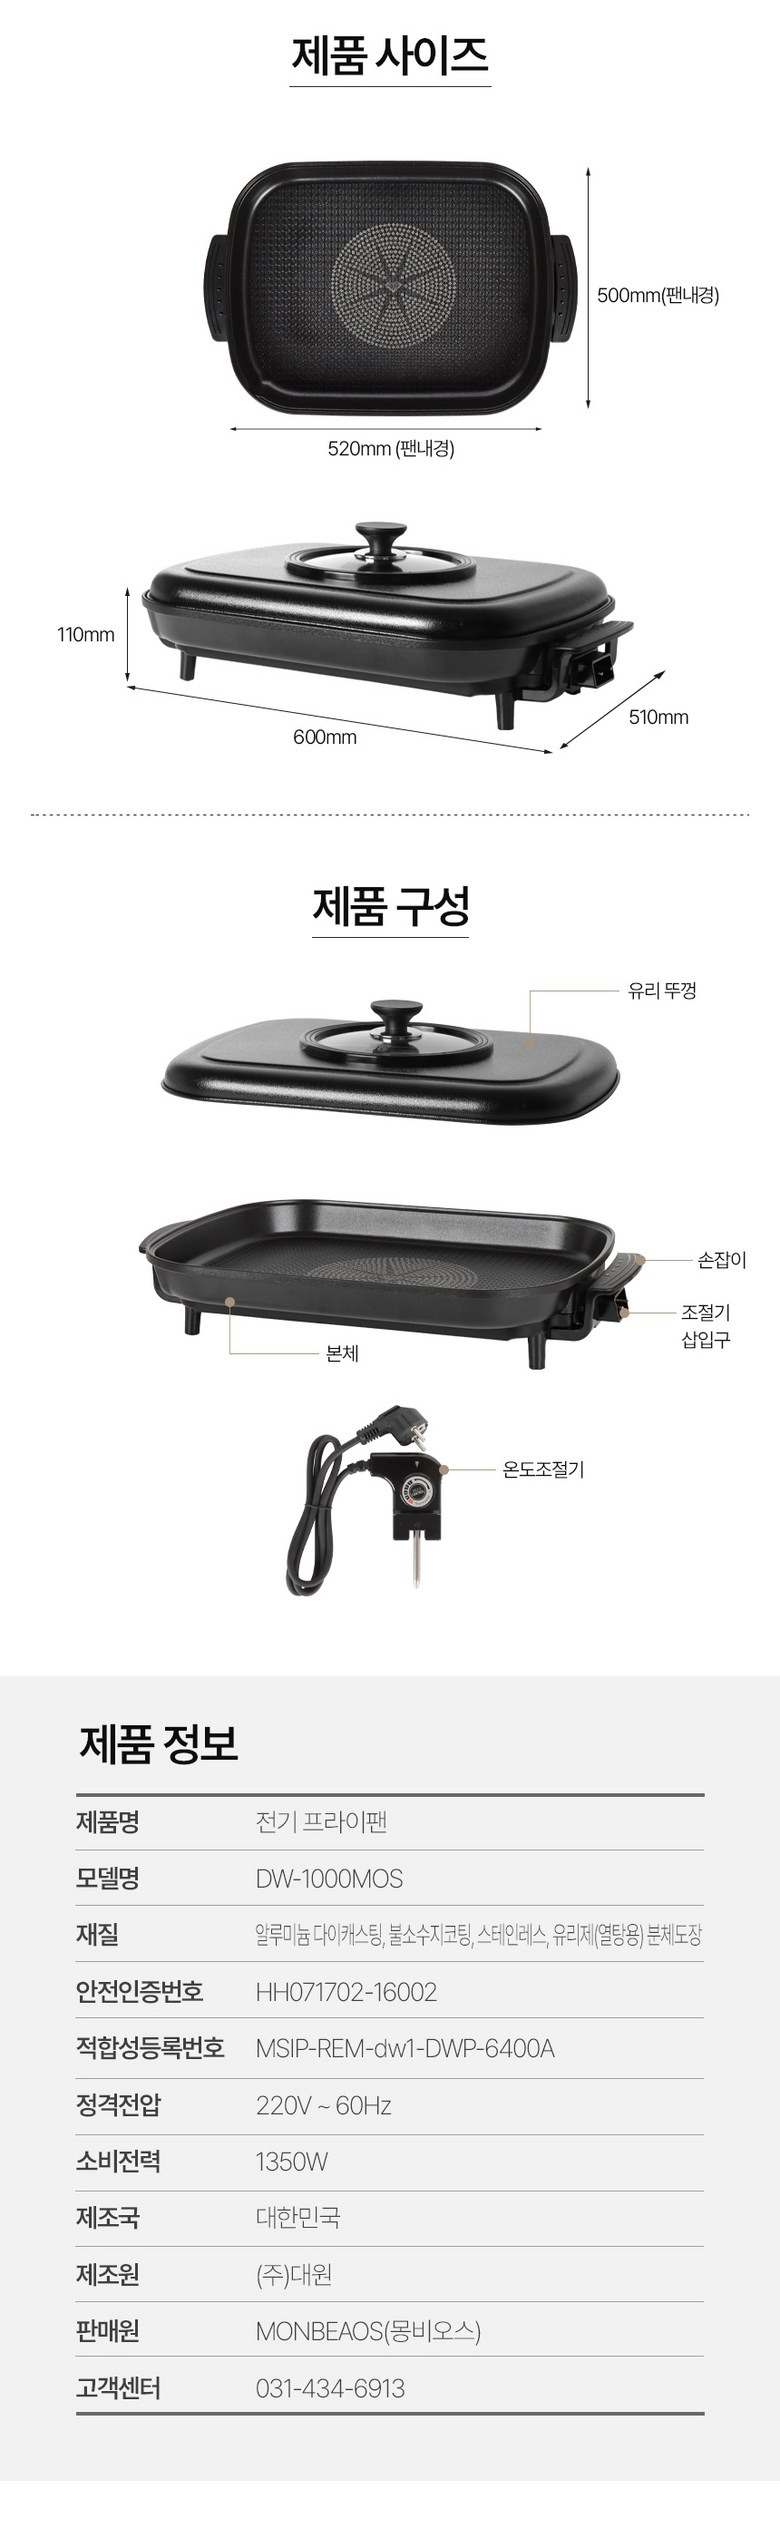 제품 사이즈
500mm(팬내경)
520mm (팬내경)
110mm
600mm
510mm
제품 구성
유리 뚜껑
손잡이
조절기
삽입구
본체
온도조절기
제품 정보
제품명 전기 프라이팬
모델명 DW-1000MOS
재질 알루미늄 다이캐스팅, 불소수지코팅, 스테인레스, 유리제(열탕용) 분체도장
안전인증번호 HH071702-16002
적합성등록번호 MSIP-REM-dw1-DWP-6400A
정격전압 220V ~ 60Hz
소비전력 1350W
제조국 대한민국
제조원 (주)대원
판매원 MONBEAOS(몽비오스)
고객센터 031-434-6913